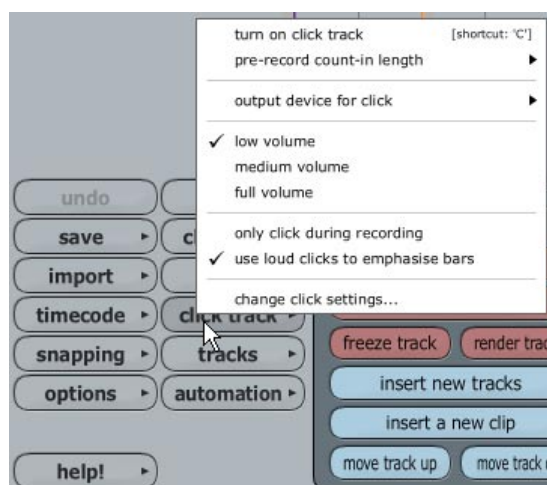 turn on click track [shortcut: 'C']
pre-record count-in length
output device for click
low volume
medium volume
full volume
only click during recording
use loud clicks to emphasise bars
change click settings...
undo
save
import
timecode
click track
snapping
tracks
options
automation
help!
freeze track
render
insert new tracks
insert a new clip
move track up
move track